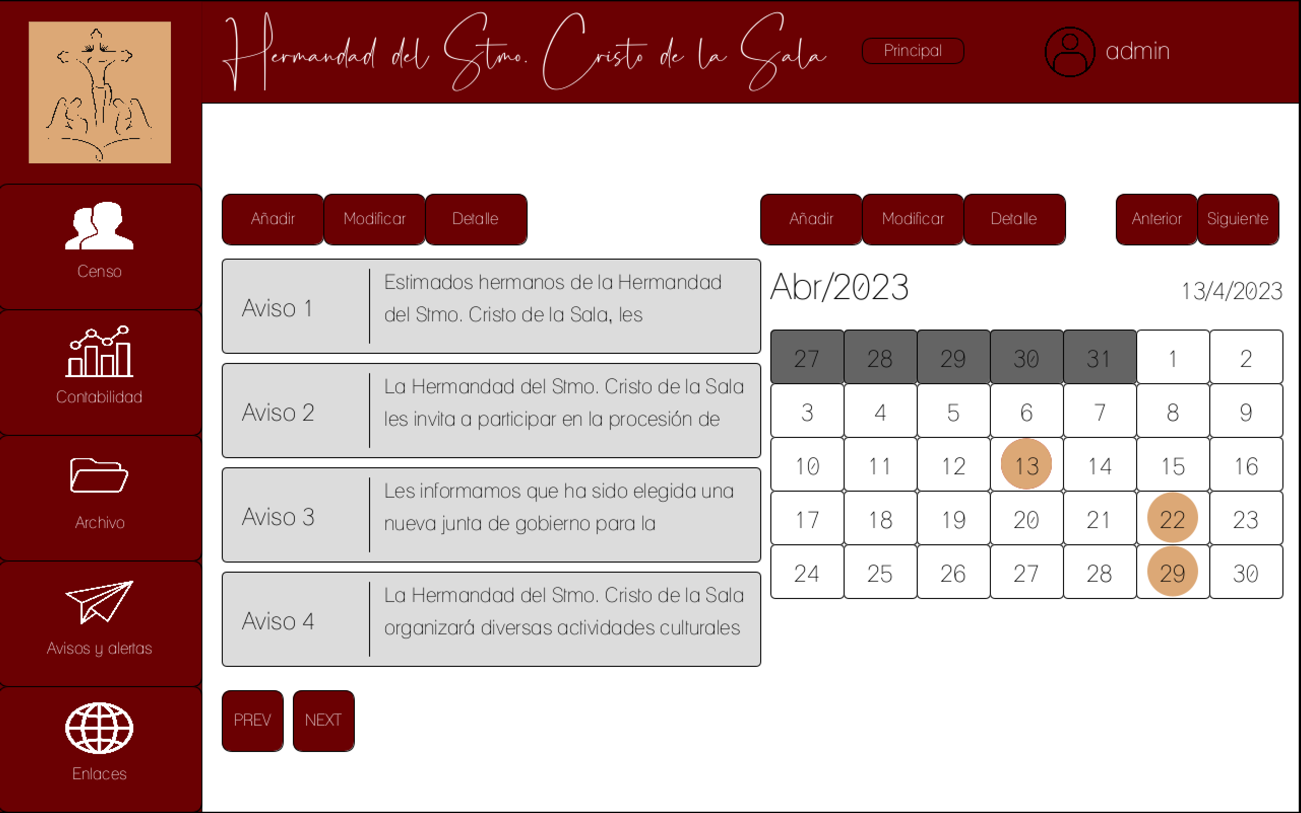 Hermandad del Stmo. Cristo de la Sala
Principal
admin
Censo
Contabilidad
Archivo
Avisos y alertas
Enlaces
Añadir Modificar Detalle
Aviso 1
Estimados hermanos de la Hermandad
del Stmo. Cristo de la Sala, les
Aviso 2
La Hermandad del Stmo. Cristo de la Sala
les invita a participar en la procesión de
Aviso 3
Les informamos que ha sido elegida una
nueva junta de gobierno para la
Aviso 4
La Hermandad del Stmo. Cristo de la Sala
organizará diversas actividades culturales
PREV NEXT
Añadir Modificar Detalle
Anterior Siguiente
Abr/2023
13/4/2023
27 28 29 30 31 1 2
3 4 5 6 7 8 9
10 11 12 13 14 15 16
17 18 19 20 21 22 23
24 25 26 27 28 29 30